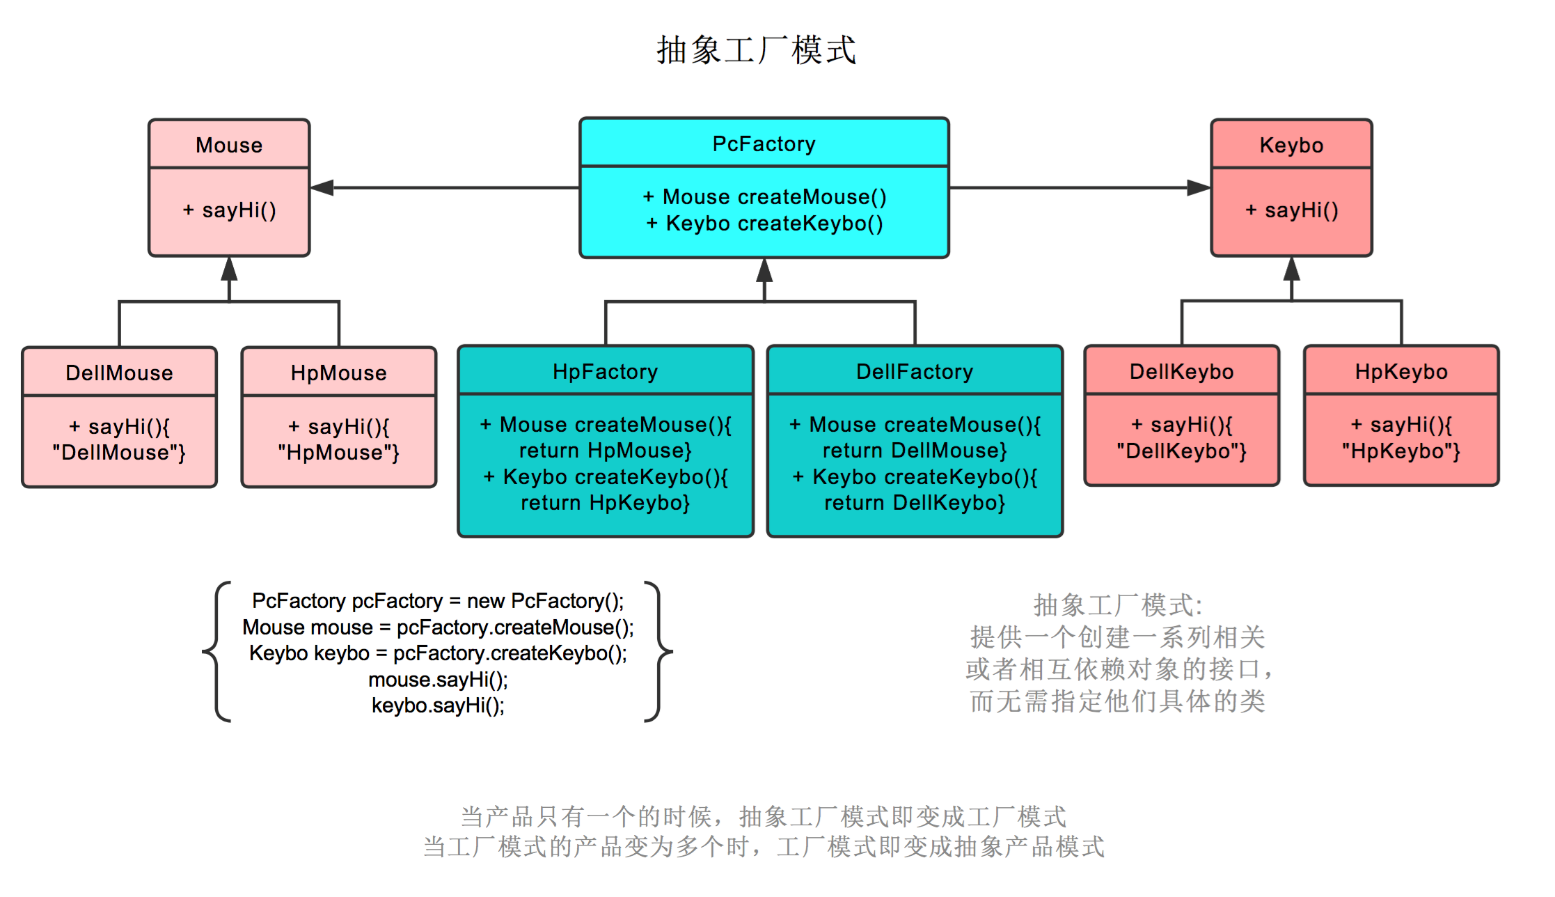 抽象工厂模式
Mouse
+ sayHi()
PcFactory
+ Mouse createMouse()
+ Keybo createKeybo()
Keybo
+ sayHi()
DellMouse
+ sayHi(){
"DellMouse"}
HpMouse
+ sayHi(){
"HpMouse"}
HpFactory
+ Mouse createMouse(){
return HpMouse}
+ Keybo createKeybo(){
return HpKeybo}
DellFactory
+ Mouse createMouse(){
return DellMouse}
+ Keybo createKeybo(){
return DellKeybo}
DellKeybo
+ sayHi(){
"DellKeybo"}
HpKeybo
+ sayHi(){
"HpKeybo"}
PcFactory pcFactory = new PcFactory();
Mouse mouse = pcFactory.createMouse();
Keybo keybo = pcFactory.createKeybo();
mouse.sayHi();
keybo.sayHi();
抽象工厂模式:
提供一个创建一系列相关
或者相互依赖对象的接口，
而无需指定他们具体的类
当产品只有一个的时候，抽象工厂模式即变成工厂模式
当工厂模式的产品变为多个时，工厂模式即变成抽象产品模式